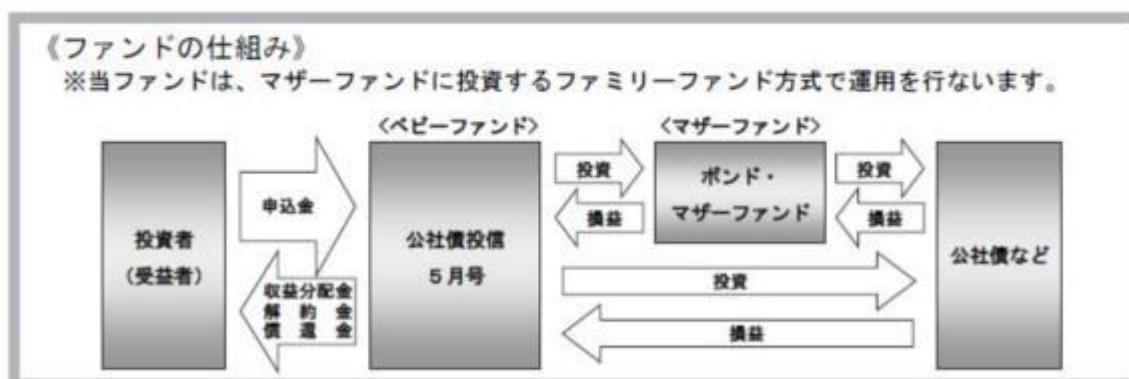 《ファンドの仕組み》
※当ファンドは、マザーファンドに投資するファミリーファンド方式で運用を行ないます。
〈ベビーファンド〉
〈マザーファンド〉
投資者
（受益者）
申込金
収益分配金
解約金
償還金
公社債投信
５月号
投資
損益
ボンド・
マザーファンド
投資
損益
投資
損益
公社債など